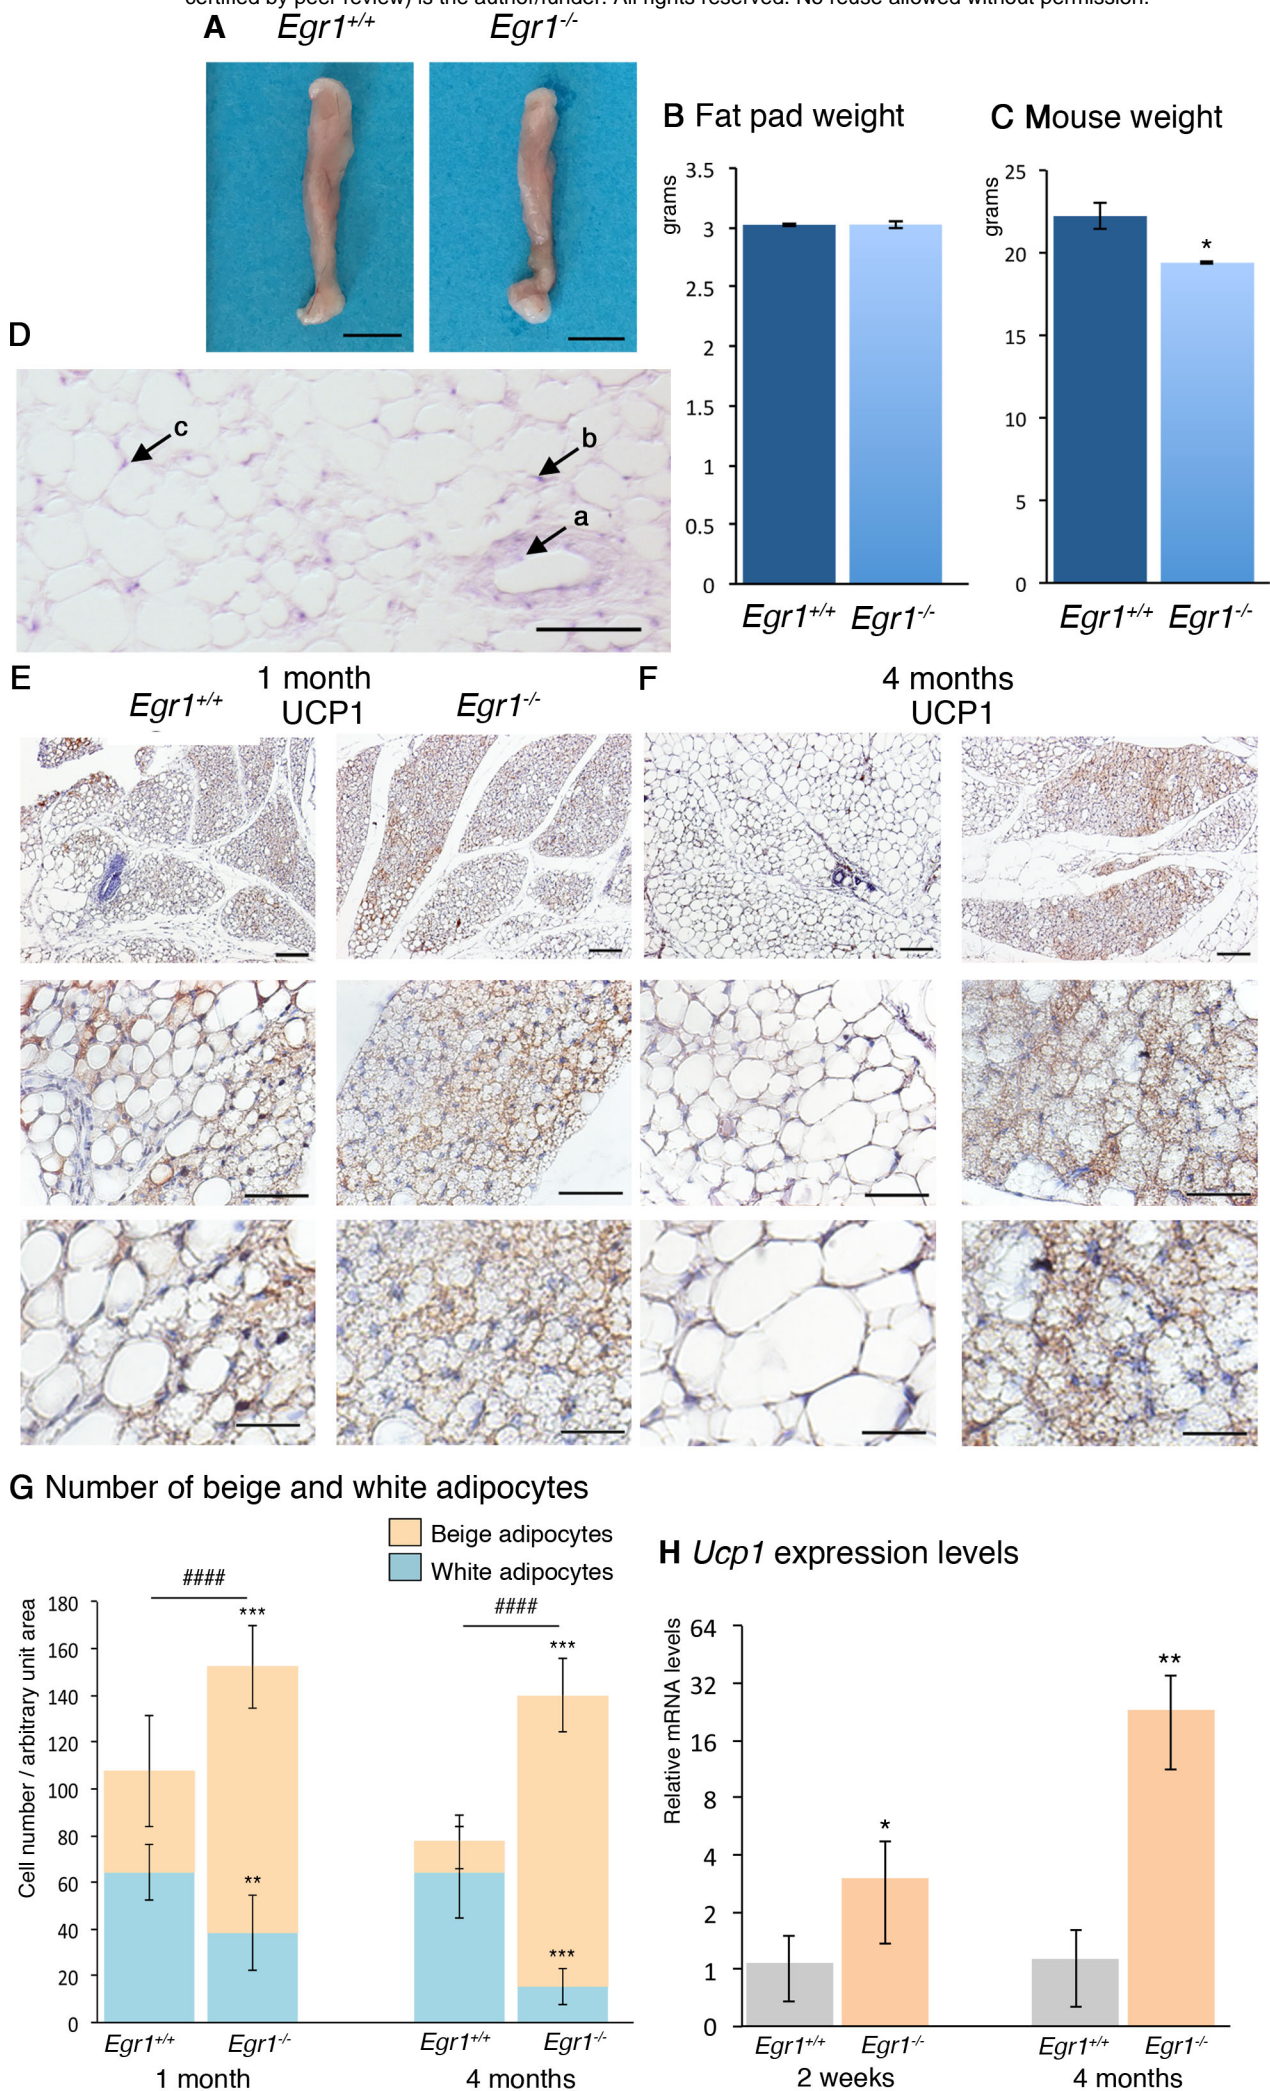 certified by peer review) is the author/funder. All rights reserved. No reuse allowed without permission.
A Egr1+/+ Egr1-/-
B Fat pad weight
grams
3.5
3
2.5
2
1.5
1
0.5
0
Egr1+/+ Egr1-/-
C Mouse weight
grams
25
20
15
10
5
0
*
Egr1+/+ Egr1-/-
D
c
b
a
E 1 month
Egr1+/+ UCP1 Egr1-/-
F 4 months
UCP1
G Number of beige and white adipocytes
Beige adipocytes
White adipocytes
Cell number / arbitrary unit area
180
160
140
120
100
80
60
40
20
0
####
***
**
####
***
***
Egr1+/+ Egr1-/- Egr1+/+ Egr1-/-
1 month 4 months
H Ucp1 expression levels
Relative mRNA levels
64
32
16
8
4
2
1
0
*
**
Egr1+/+ Egr1-/- Egr1+/+ Egr1-/-
2 weeks 4 months